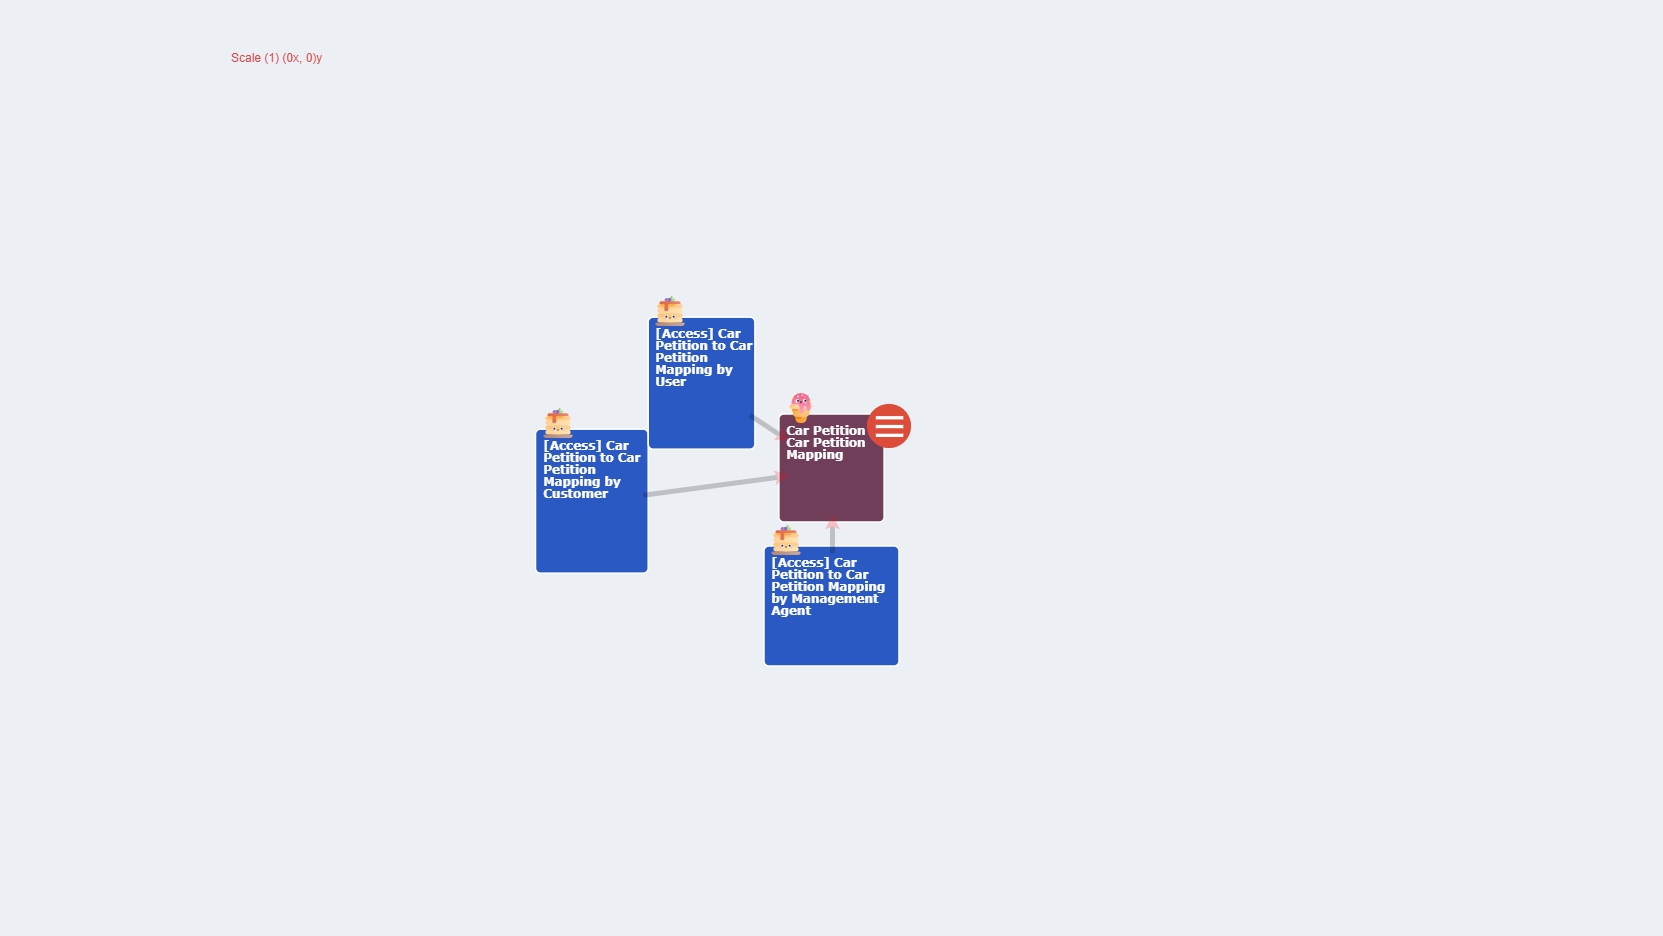 Scale (1) (0x, 0)y
[Access] Car
Petition to Car
Petition
Mapping by
User
Car Petition
Car Petition
Mapping
[Access] Car
Petition to Car
Petition
Mapping by
Customer
[Access] Car
Petition to Car
Petition Mapping
by Management
Agent